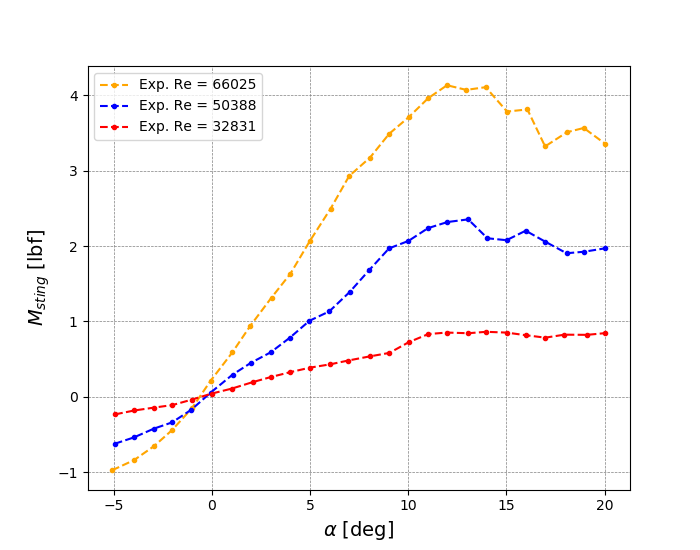 Exp. Re = 66025
Exp. Re = 50388
Exp. Re = 32831
4
3
2
1
0
−1
M_sting [lbf]
−5 0 5 10 15 20
α [deg]